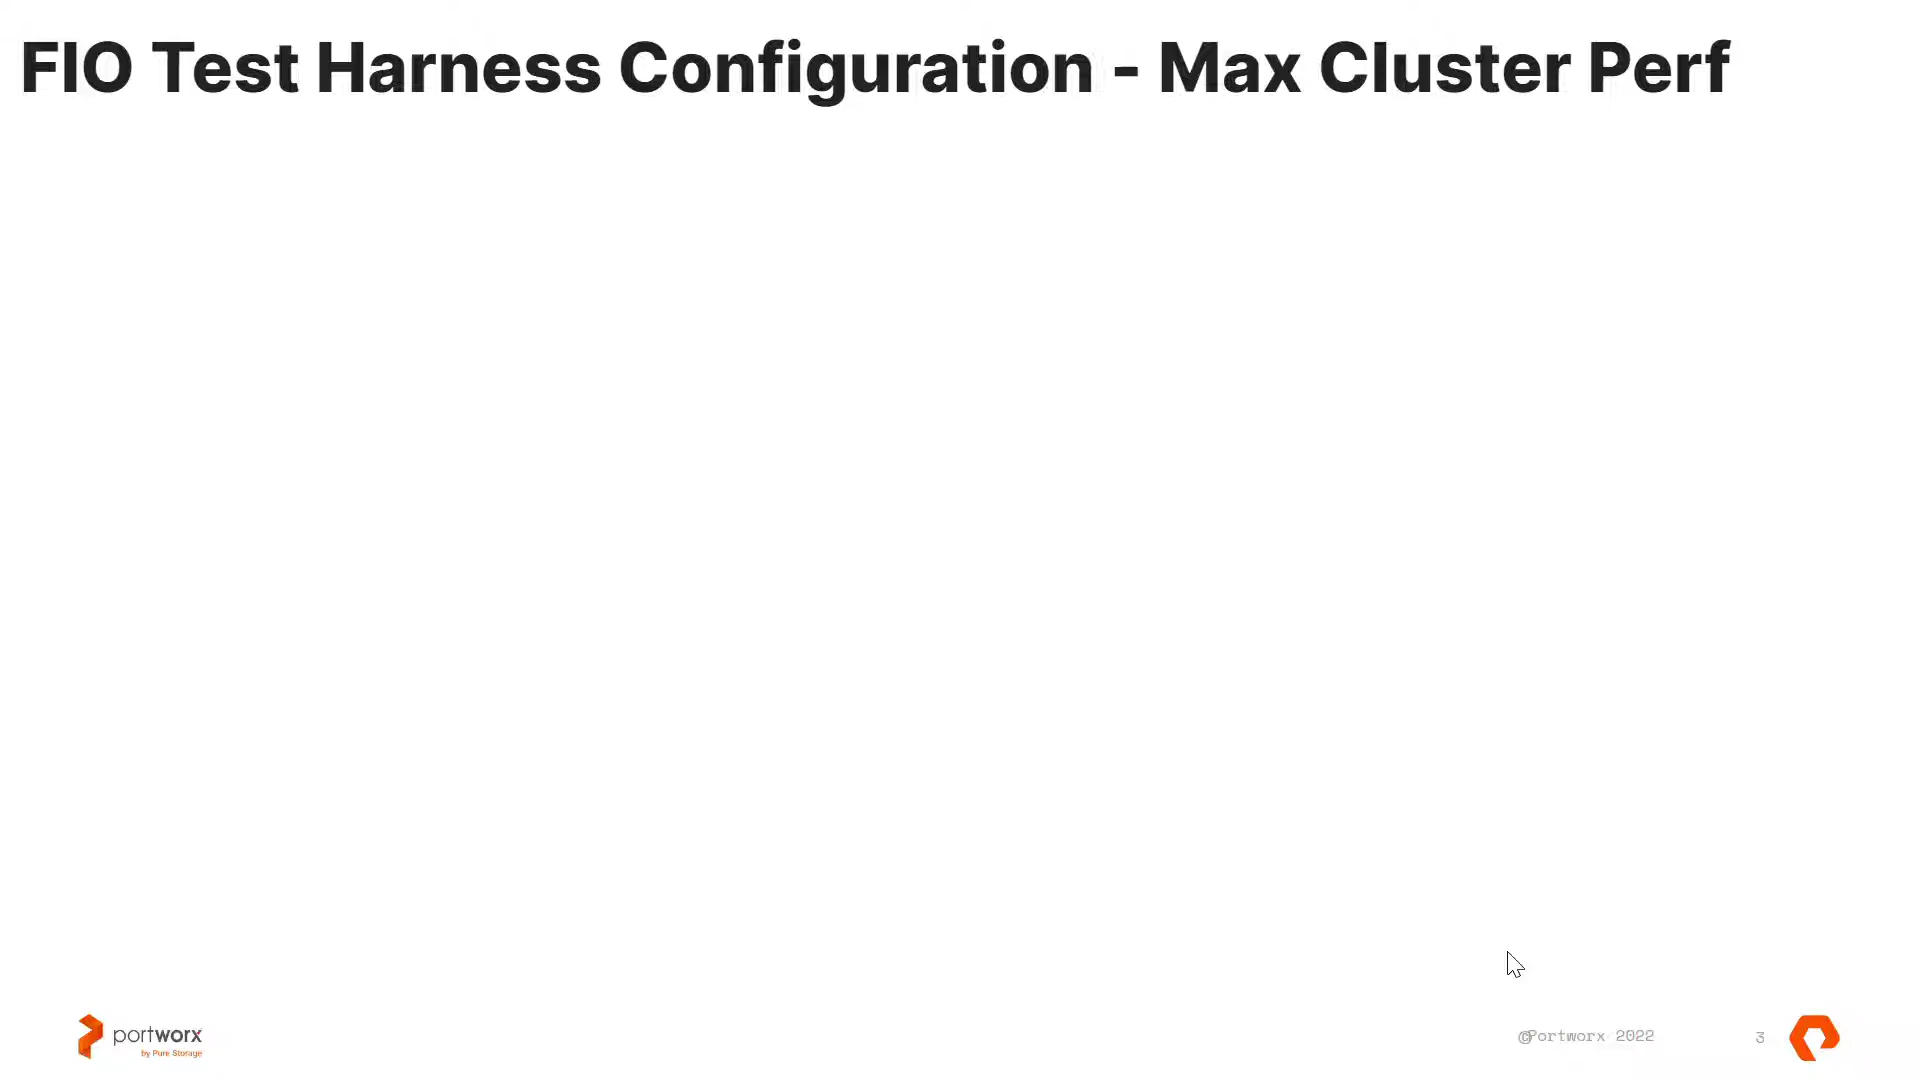 FIO Test Harness Configuration - Max Cluster Perf
portworx
by Pure Storage
©Portworx 2022
3